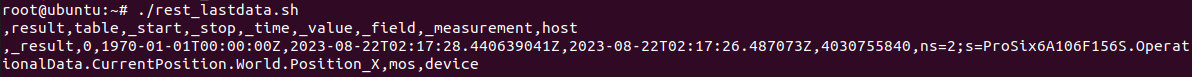 root@ubuntu:~# ./rest_lastdata.sh
,result,table,_start,_stop,_time,_value,_field,_measurement,host
,_result,0,1970-01-01T00:00:00Z,2023-08-22T02:17:28.440639041Z,2023-08-22T02:17:26.487073Z,4030755840,ns=2;s=ProSix6A106F156S.Operat
ionalData.CurrentPosition.World.Position_X,mos,device